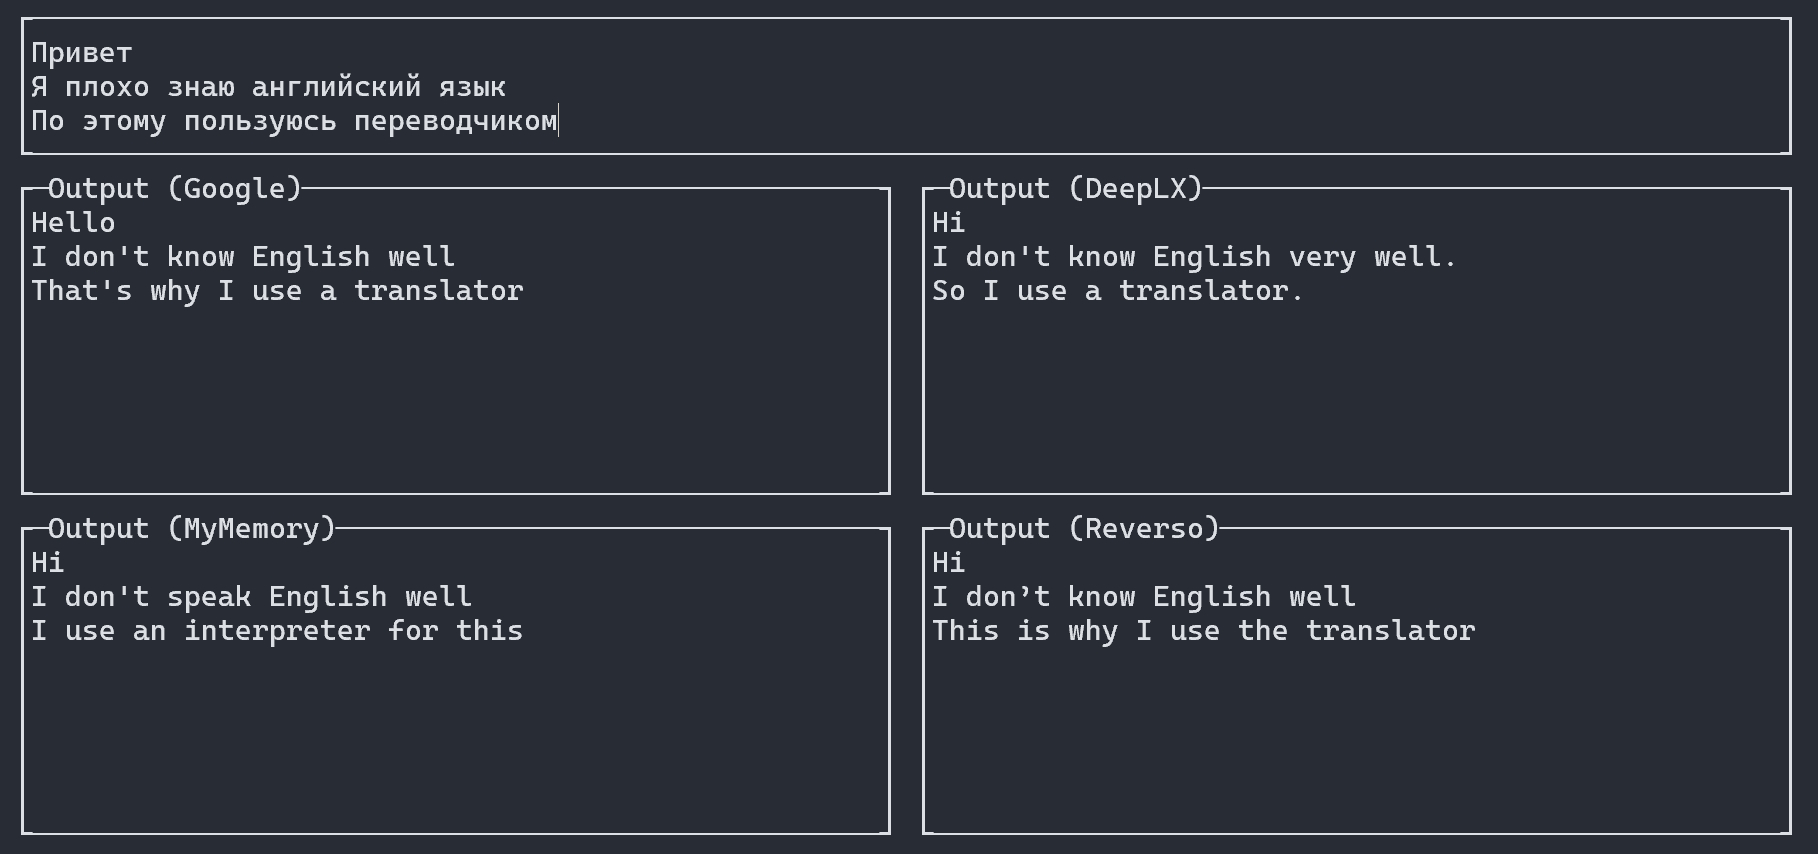 Привет
Я плохо знаю английский язык
По этому пользуюсь переводчиком
Output (Google)
Hello
I don't know English well
That's why I use a translator
Output (DeepLX)
Hi
I don't know English very well.
So I use a translator.
Output (MyMemory)
Hi
I don't speak English well
I use an interpreter for this
Output (Reverso)
Hi
I don’t know English well
This is why I use the translator